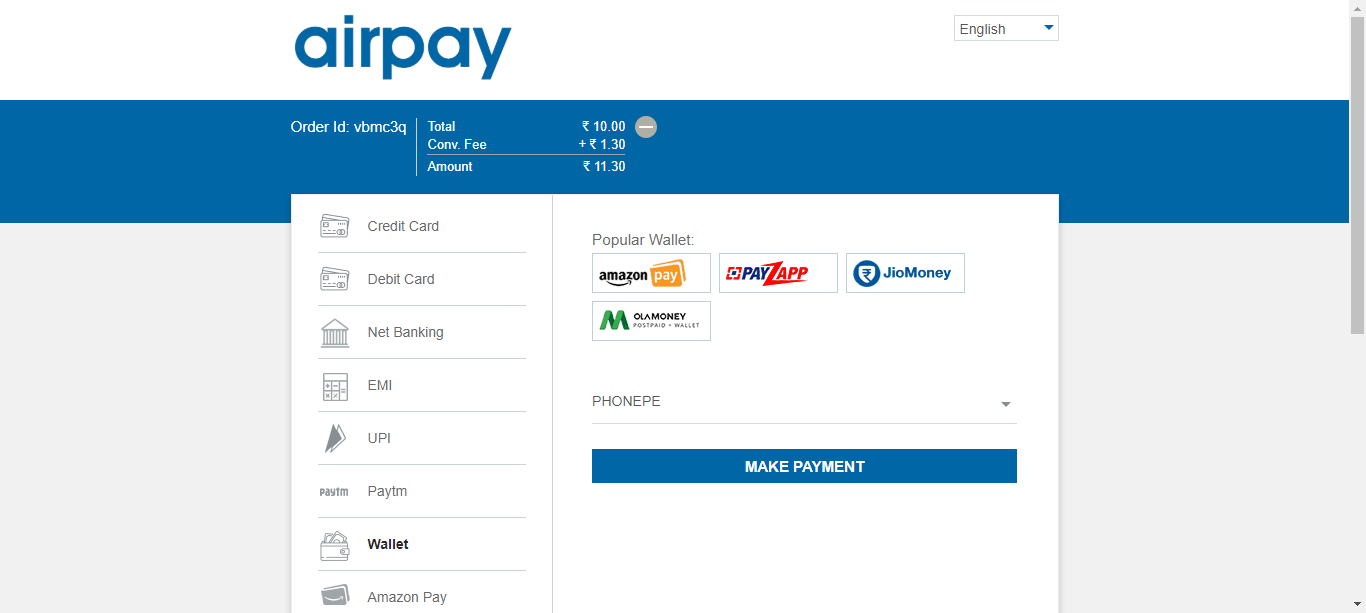 airpay
English
Order Id: vbmc3q
Total ₹ 10.00
Conv. Fee + ₹ 1.30
Amount ₹ 11.30
Credit Card
Debit Card
Net Banking
EMI
UPI
paytm Paytm
Wallet
Amazon Pay
Popular Wallet:
amazon pay
PAYZAPP
JioMoney
OLAMONEY
POSTPAID + WALLET
PHONEPE
MAKE PAYMENT